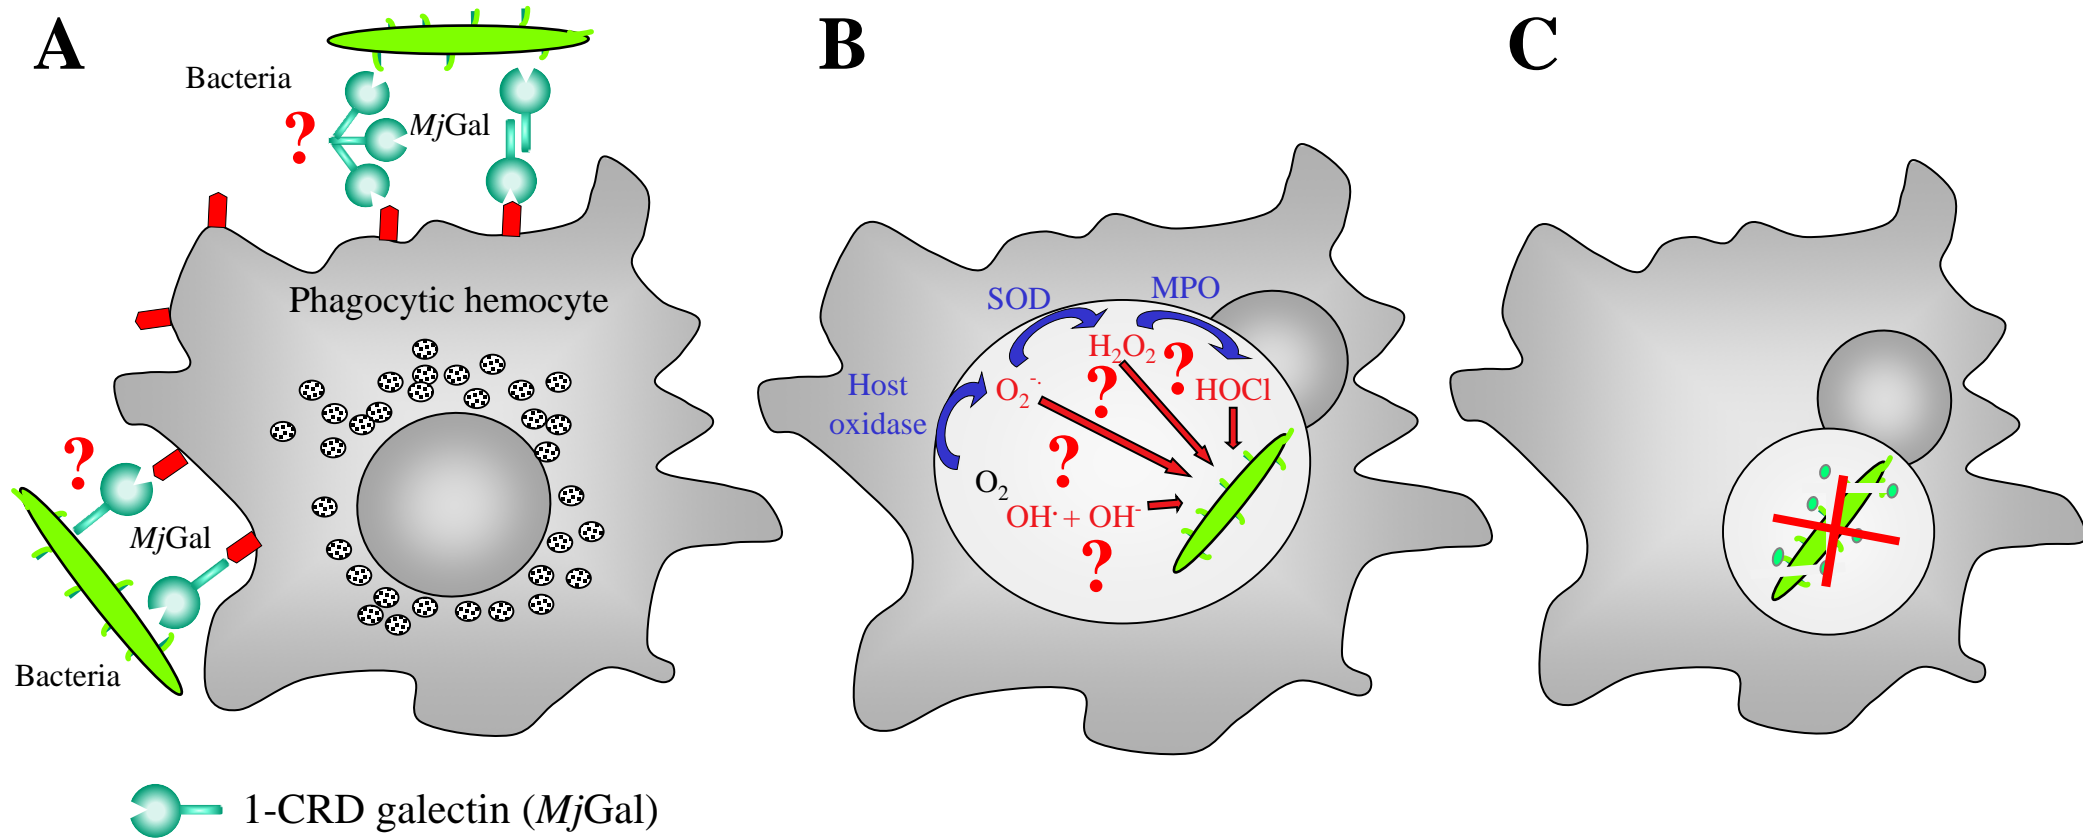 A
Bacteria
?
MjGal
Phagocytic hemocyte
?
MjGal
Bacteria
1-CRD galectin (MjGal)
B
SOD
MPO
H₂O₂
?
?
Host
oxidase
O₂⁻·
HOCl
?
O₂
OH· + OH⁻
?
C